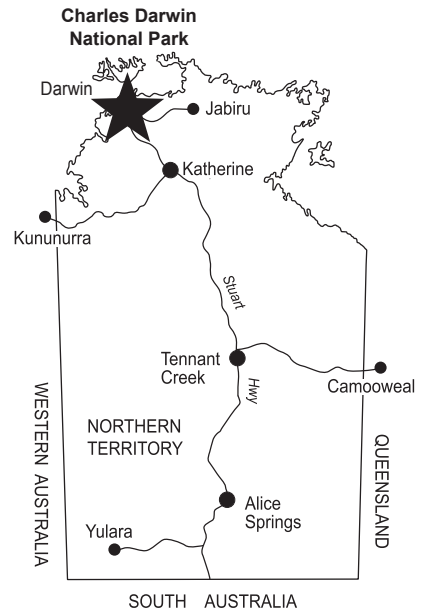 Charles Darwin
National Park
Darwin
Jabiru
Katherine
Kununurra
Stuart
Tennant
Creek
Hwy
Camooweal
WESTERN AUSTRALIA
NORTHERN
TERRITORY
QUEENSLAND
Alice
Springs
Yulara
SOUTH AUSTRALIA